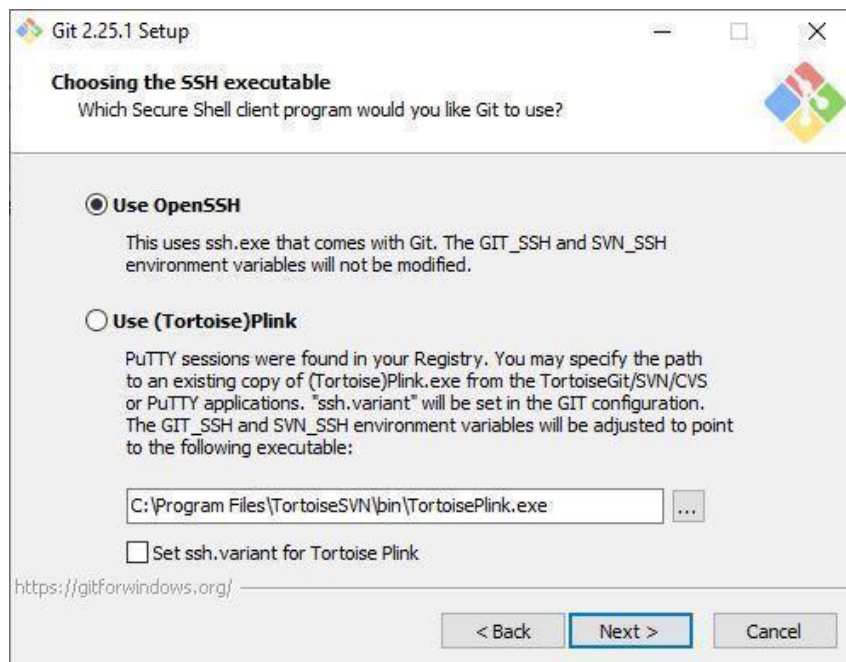 Git 2.25.1 Setup
Choosing the SSH executable
Which Secure Shell client program would you like Git to use?
Use OpenSSH
This uses ssh.exe that comes with Git. The GIT_SSH and SVN_SSH
environment variables will not be modified.
Use (Tortoise)Plink
PuTTY sessions were found in your Registry. You may specify the path
to an existing copy of (Tortoise)Plink.exe from the TortoiseGit/SVN/CVS
or PuTTY applications. "ssh.variant" will be set in the GIT configuration.
The GIT_SSH and SVN_SSH environment variables will be adjusted to point
to the following executable:
C:\Program Files\TortoiseSVN\bin\TortoisePlink.exe
...
Set ssh.variant for Tortoise Plink
https://gitforwindows.org/
< Back
Next >
Cancel